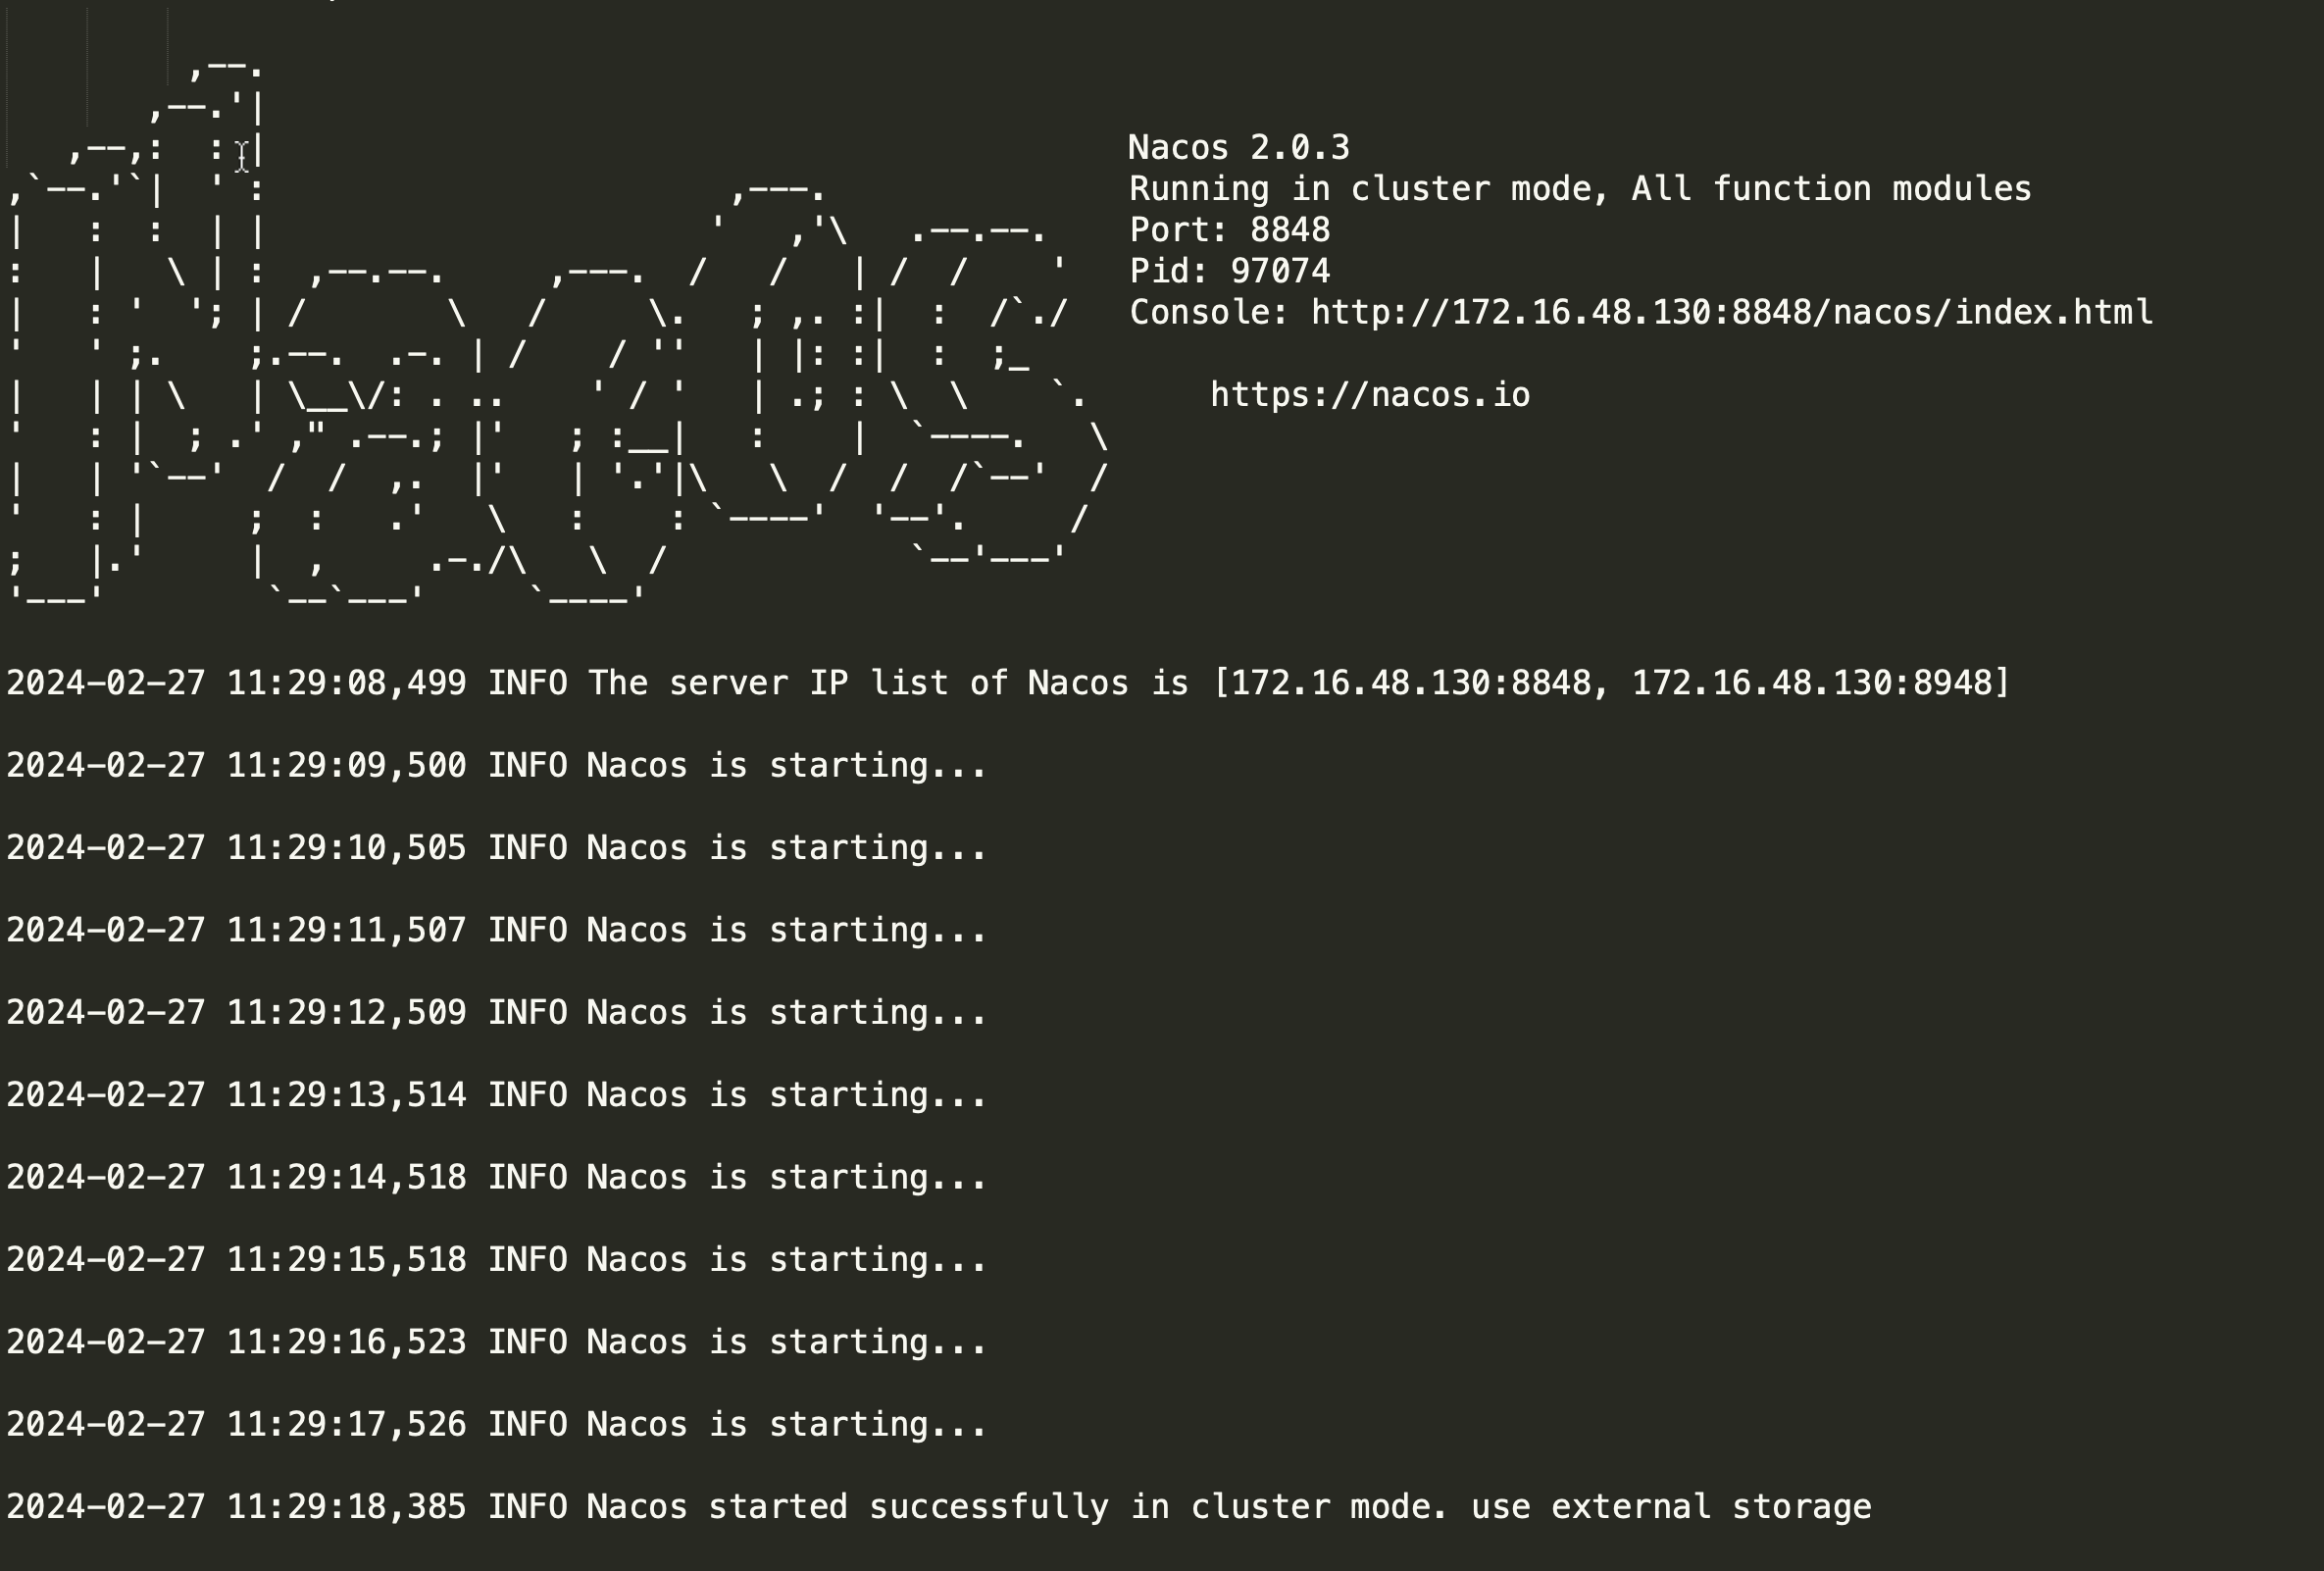 ,--.
       ,--.'|
   ,--,:  : |                                           Nacos 2.0.3
,`--.'`|  ' :                       ,---.               Running in cluster mode, All function modules
|   :  :  | |                      '   ,'\   .--.--.    Port: 8848
:   |   \ | :  ,--.--.     ,---.  /   /   | /  /    '   Pid: 97074
|   : '  '; | /       \   /     \.   ; ,. :|  :  /`./   Console: http://172.16.48.130:8848/nacos/index.html
'   ' ;.    ;.--.  .-. | /    / ''   | |: :|  :  ;_
|   | | \   | \__\/: . ..    ' / '   | .; : \  \    `.      https://nacos.io
'   : |  ; .' ," .--.; |'   ; :__|   :    |  `----.   \
|   | '`--'  /  /  ,.  |'   | '.'|\   \  /  /  /`--'  /
'   : |     ;  :   .'   \   :    : `----'  '--'.     /
;   |.'     |  ,     .-./\   \  /            `--'---'
'---'        `--`---'     `----'
2024-02-27 11:29:08,499 INFO The server IP list of Nacos is [172.16.48.130:8848, 172.16.48.130:8948]
2024-02-27 11:29:09,500 INFO Nacos is starting...
2024-02-27 11:29:10,505 INFO Nacos is starting...
2024-02-27 11:29:11,507 INFO Nacos is starting...
2024-02-27 11:29:12,509 INFO Nacos is starting...
2024-02-27 11:29:13,514 INFO Nacos is starting...
2024-02-27 11:29:14,518 INFO Nacos is starting...
2024-02-27 11:29:15,518 INFO Nacos is starting...
2024-02-27 11:29:16,523 INFO Nacos is starting...
2024-02-27 11:29:17,526 INFO Nacos is starting...
2024-02-27 11:29:18,385 INFO Nacos started successfully in cluster mode. use external storage